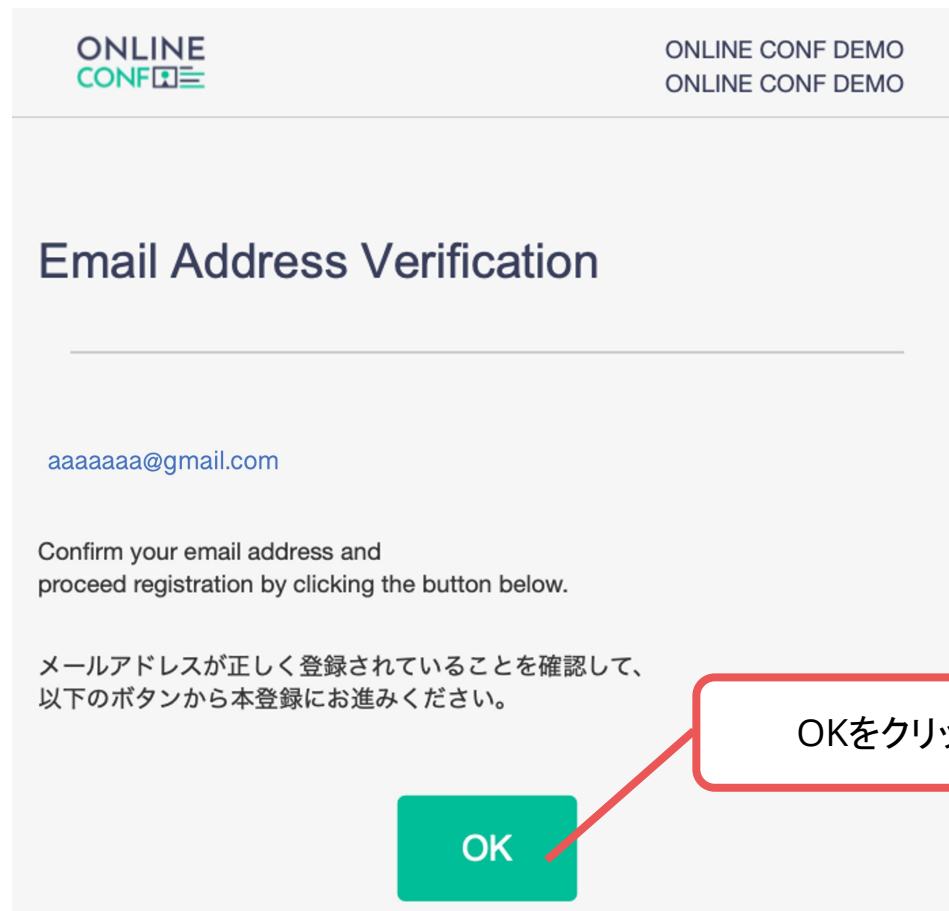 ONLINE
CONF
ONLINE CONF DEMO
ONLINE CONF DEMO
Email Address Verification
aaaaaaa@gmail.com
Confirm your email address and
proceed registration by clicking the button below.
メールアドレスが正しく登録されていることを確認して、
以下のボタンから本登録にお進みください。
OKをクリッ
OK